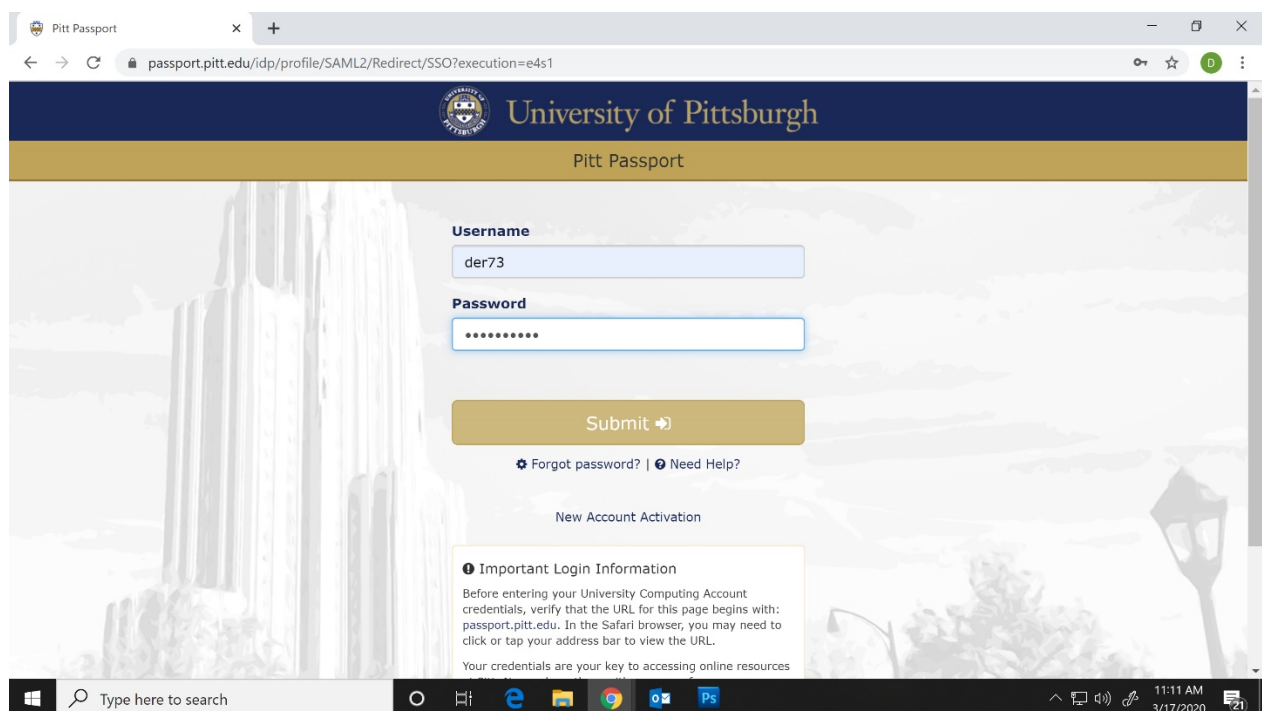 Pitt Passport
passport.pitt.edu/idp/profile/SAML2/Redirect/SSO?execution=e4s1
D
University of Pittsburgh
Pitt Passport
Username
der73
Password
••••••••••
Submit
Forgot password? | Need Help?
New Account Activation
Important Login Information
Before entering your University Computing Account
credentials, verify that the URL for this page begins with:
passport.pitt.edu. In the Safari browser, you may need to
click or tap your address bar to view the URL.
Your credentials are your key to accessing online resources
Type here to search
Ps
11:11 AM
3/17/2020
21